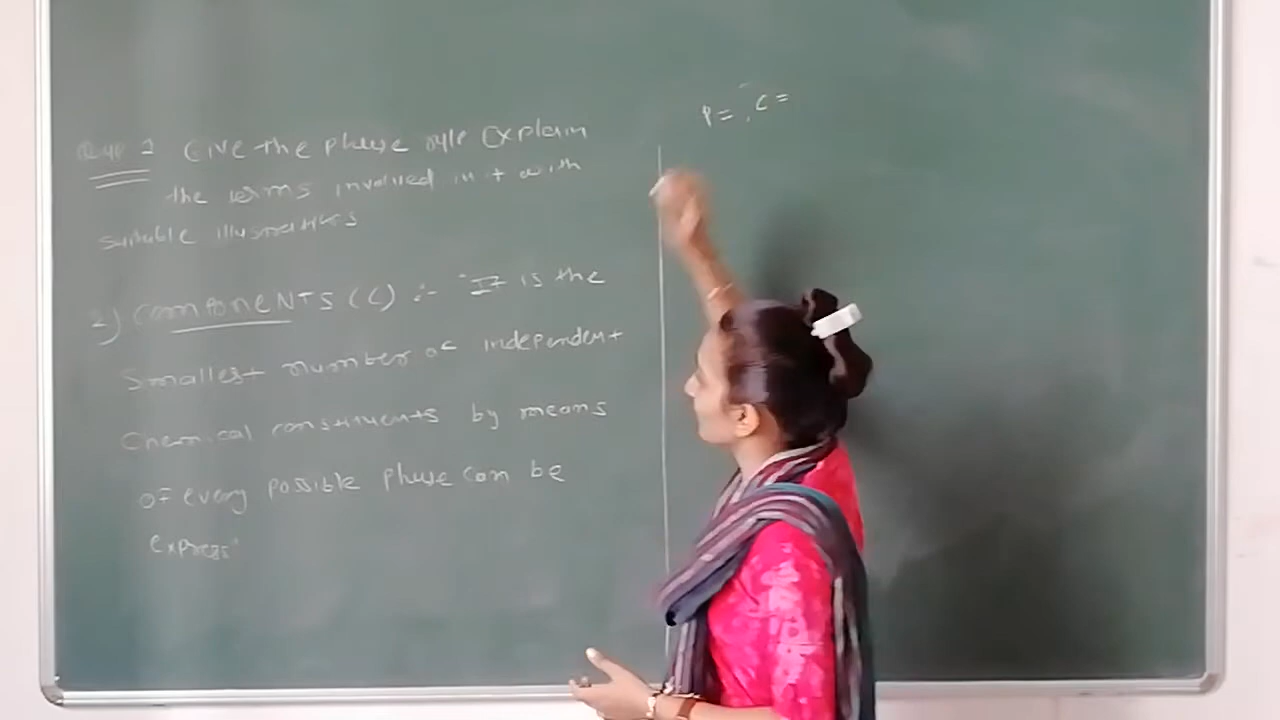 Que 2 Give the phase rule Explain
the terms involved in it with
suitable illustrations
2) COMPONENTS (C) :- "It is the
smallest number of independent
chemical constituents by means
of every possible phase can be
express"
P= , C=